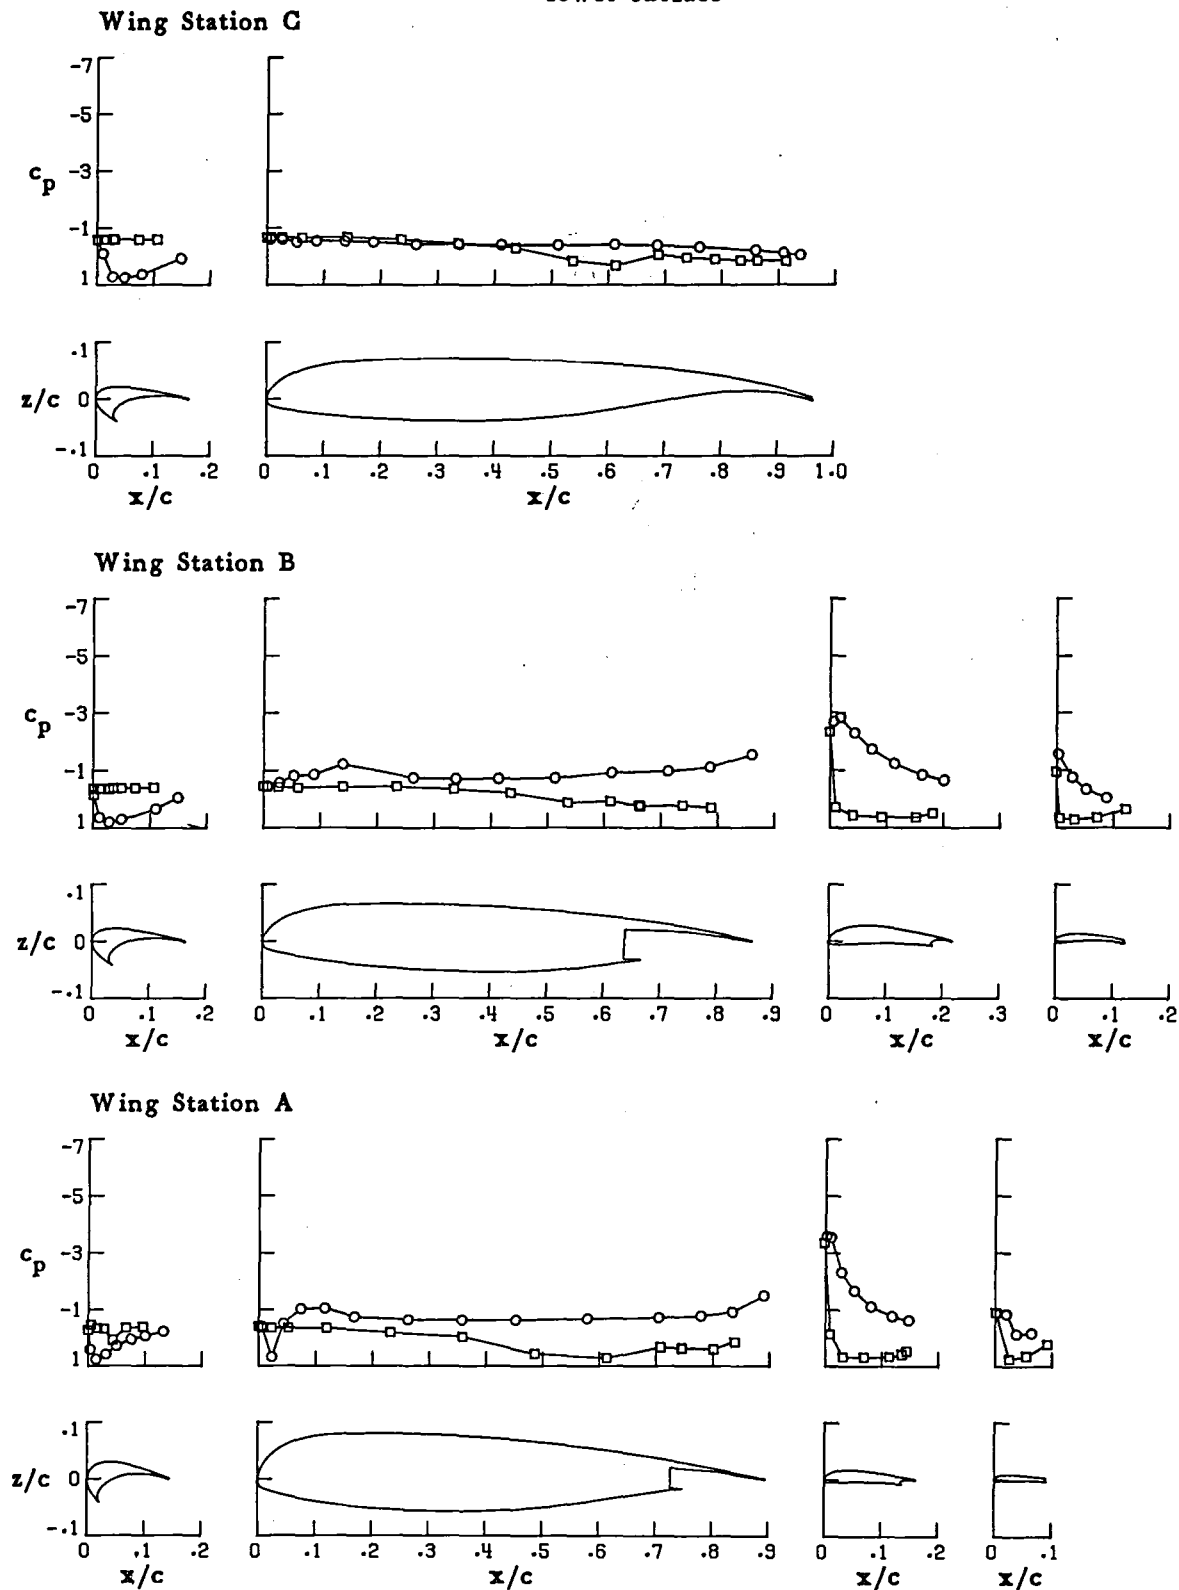 Wing Station C
-7
-5
-3
-1
1
c_p
.1
0
-.1
z/c
0 .1 .2
x/c
0 .1 .2 .3 .4 .5 .6 .7 .8 .9 1.0
x/c
Wing Station B
-7
-5
-3
-1
1
c_p
.1
0
-.1
z/c
0 .1 .2
x/c
0 .1 .2 .3 .4 .5 .6 .7 .8 .9
x/c
0 .1 .2 .3
x/c
0 .1 .2
x/c
Wing Station A
-7
-5
-3
-1
1
c_p
.1
0
-.1
z/c
0 .1 .2
x/c
0 .1 .2 .3 .4 .5 .6 .7 .8 .9
x/c
0 .1 .2
x/c
0 .1
x/c